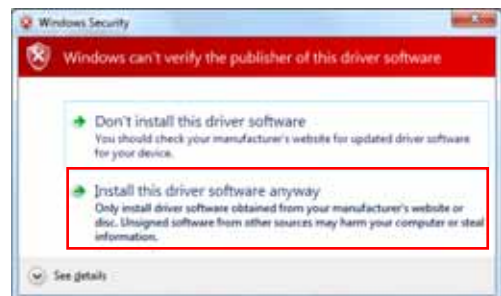 Windows Security
Windows can't verify the publisher of this driver software
Don't install this driver software
You should check your manufacturer's website for updated driver software
for your device.
Install this driver software anyway
Only install driver software obtained from your manufacturer's website or
disc. Unsigned software from other sources may harm your computer or steal
information.
See details